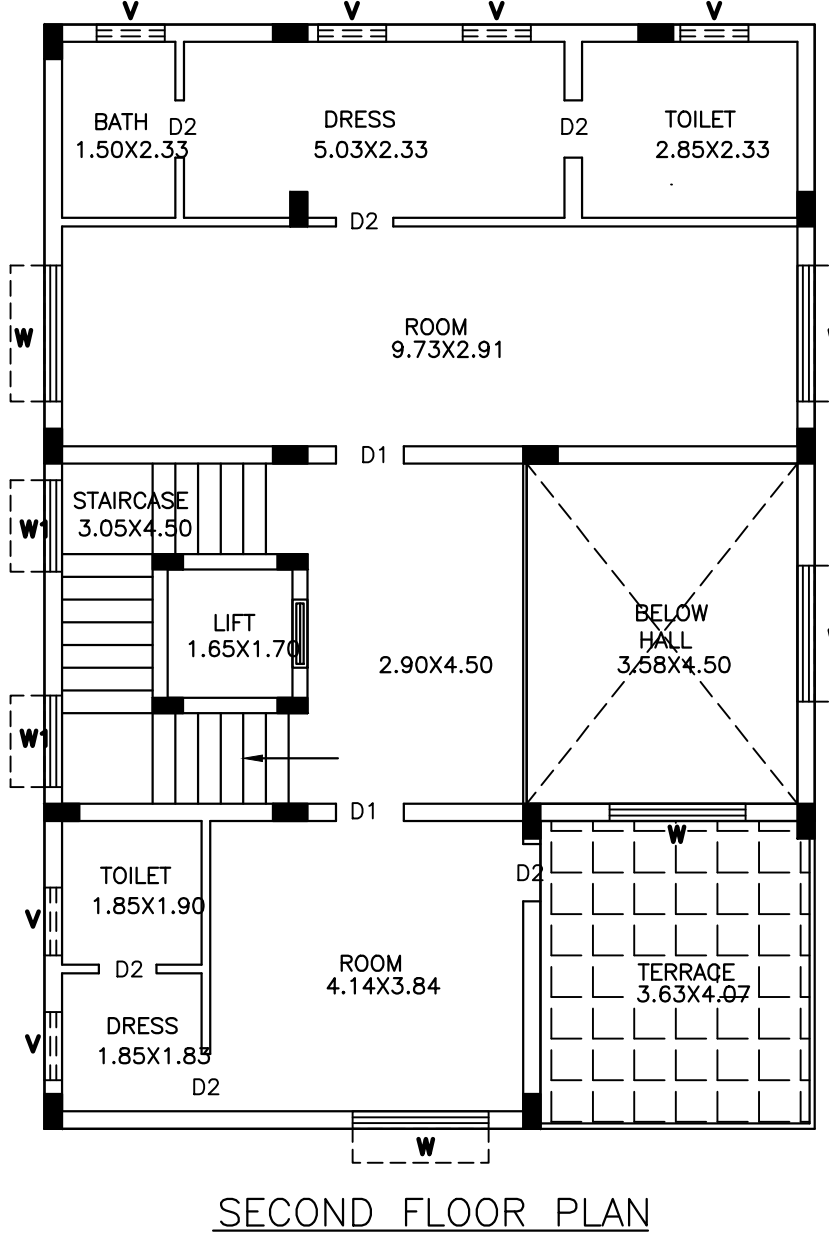 V
V
V
V
BATH
1.50X2.33
D2
DRESS
5.03X2.33
D2
TOILET
2.85X2.33
D2
W
ROOM
9.73X2.91
D1
STAIRCASE
3.05X4.50
W1
LIFT
1.65X1.70
2.90X4.50
BELOW
HALL
3.58X4.50
W1
D1
W
TOILET
1.85X1.90
D2
V
D2
ROOM
4.14X3.84
TERRACE
3.63X4.07
DRESS
1.85X1.83
V
D2
W
SECOND FLOOR PLAN